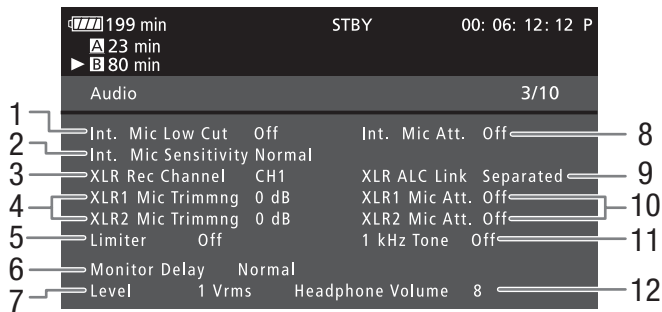 199 min STBY 00: 06: 12: 12 P
A 23 min
B 80 min
Audio 3/10
1 Int. Mic Low Cut Off Int. Mic Att. Off 8
2 Int. Mic Sensitivity Normal
3 XLR Rec Channel CH1 XLR ALC Link Separated 9
4 XLR1 Mic Trimmng 0 dB XLR1 Mic Att. Off 10
XLR2 Mic Trimmng 0 dB XLR2 Mic Att. Off
5 Limiter Off 1 kHz Tone Off 11
6 Monitor Delay Normal
7 Level 1 Vrms Headphone Volume 8 12